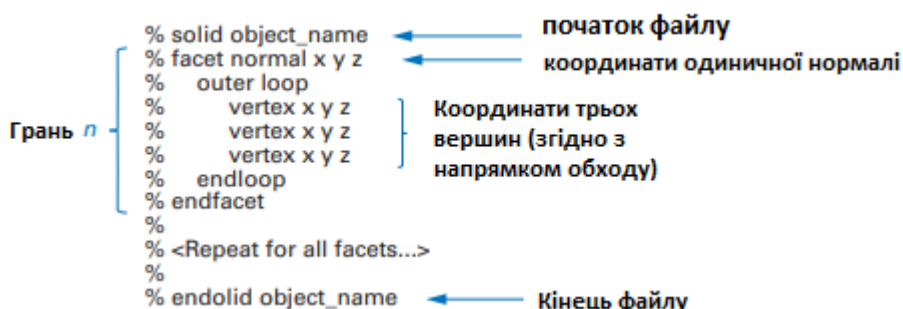 % solid object_name початок файлу
% facet normal x y z координати одиничної нормалі
% outer loop
% vertex x y z Координати трьох
Грань n % vertex x y z вершин (згідно з
% vertex x y z напрямком обходу)
% endloop
% endfacet
%
% <Repeat for all facets...>
%
% endolid object_name Кінець файлу